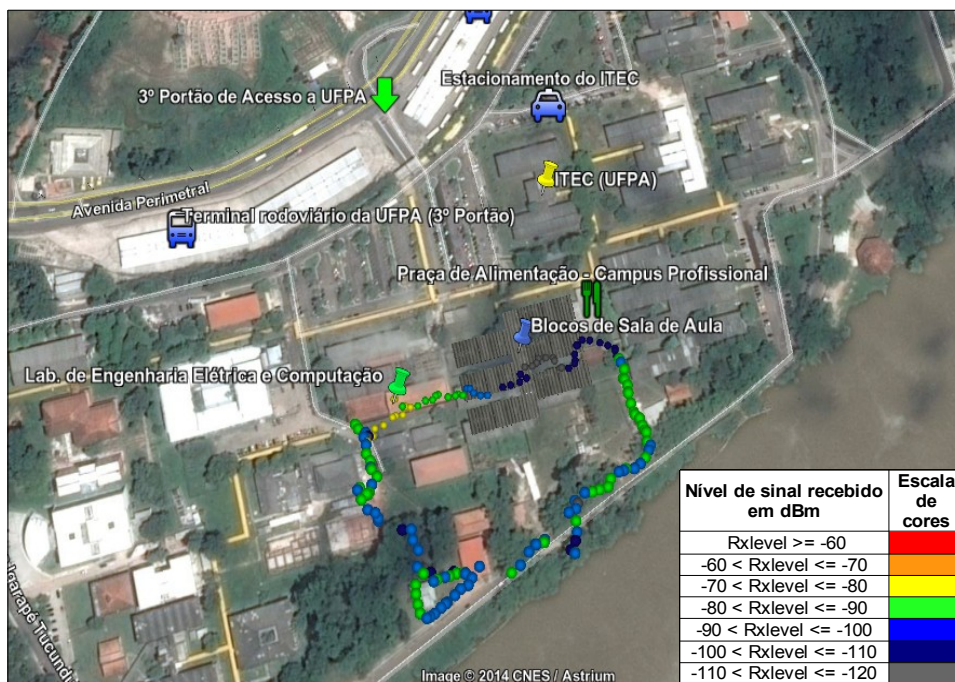 Estacionamento do ITEC
3º Portão de Acesso a UFPA
ITEC (UFPA)
Avenida Perimetral
Terminal rodoviário da UFPA (3º Portão)
Praça de Alimentação - Campus Profissional
Blocos de Sala de Aula
Lab. de Engenharia Elétrica e Computação
Igarapé Tucundu
Image © 2014 CNES / Astrium
Nível de sinal recebido em dBm
Escala de cores
Rxlevel >= -60
-60 < Rxlevel <= -70
-70 < Rxlevel <= -80
-80 < Rxlevel <= -90
-90 < Rxlevel <= -100
-100 < Rxlevel <= -110
-110 < Rxlevel <= -120